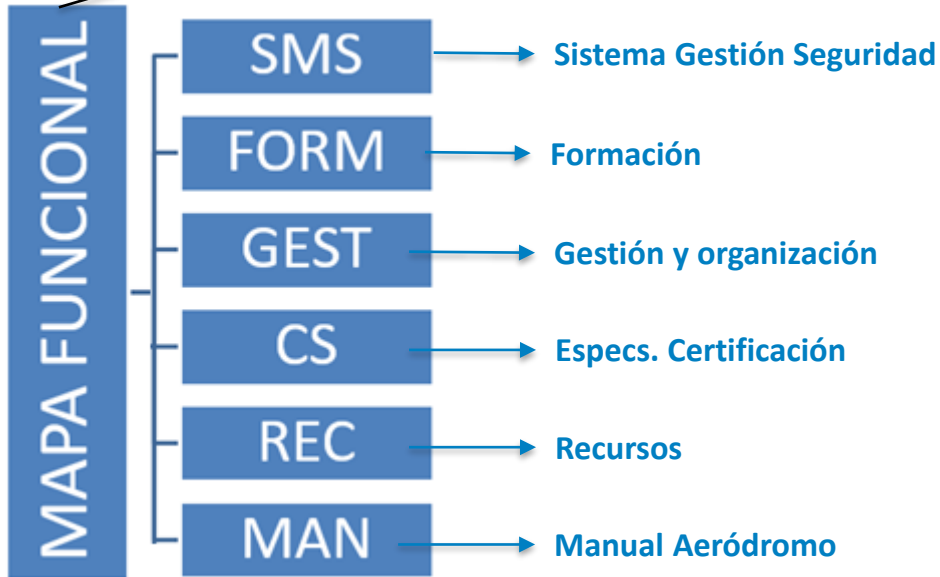 MAPA FUNCIONAL
SMS
Sistema Gestión Seguridad
FORM
Formación
GEST
Gestión y organización
CS
Especs. Certificación
REC
Recursos
MAN
Manual Aeródromo